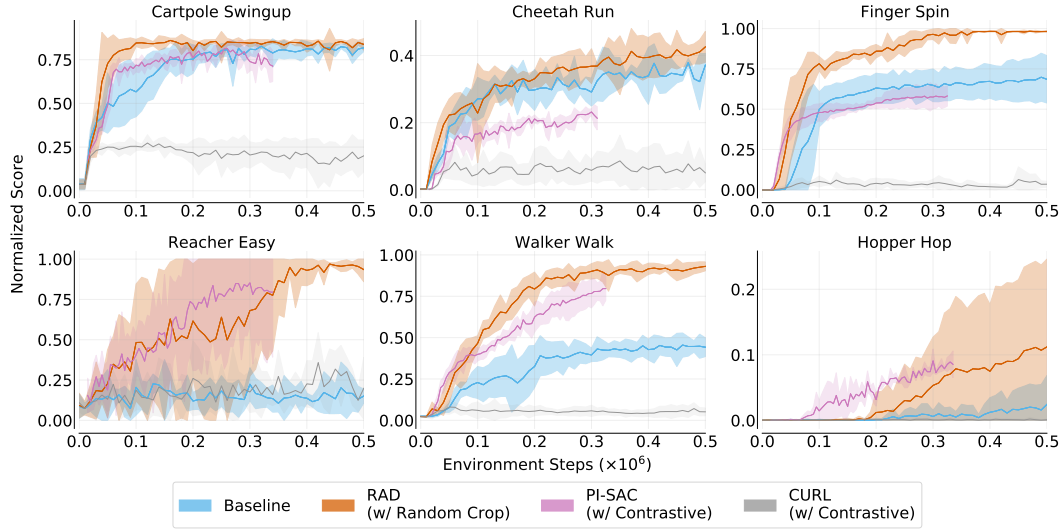 Cartpole Swingup
Cheetah Run
Finger Spin
Normalized Score
0.75
0.50
0.25
0.00
0.0 0.1 0.2 0.3 0.4 0.5
0.4
0.2
0.0
0.0 0.1 0.2 0.3 0.4 0.5
1.00
0.75
0.50
0.25
0.00
0.0 0.1 0.2 0.3 0.4 0.5
Reacher Easy
Walker Walk
Hopper Hop
1.00
0.75
0.50
0.25
0.00
0.0 0.1 0.2 0.3 0.4 0.5
1.00
0.75
0.50
0.25
0.00
0.0 0.1 0.2 0.3 0.4 0.5
0.2
0.1
0.0
0.0 0.1 0.2 0.3 0.4 0.5
Environment Steps (×10⁶)
Baseline
RAD
(w/ Random Crop)
PI-SAC
(w/ Contrastive)
CURL
(w/ Contrastive)